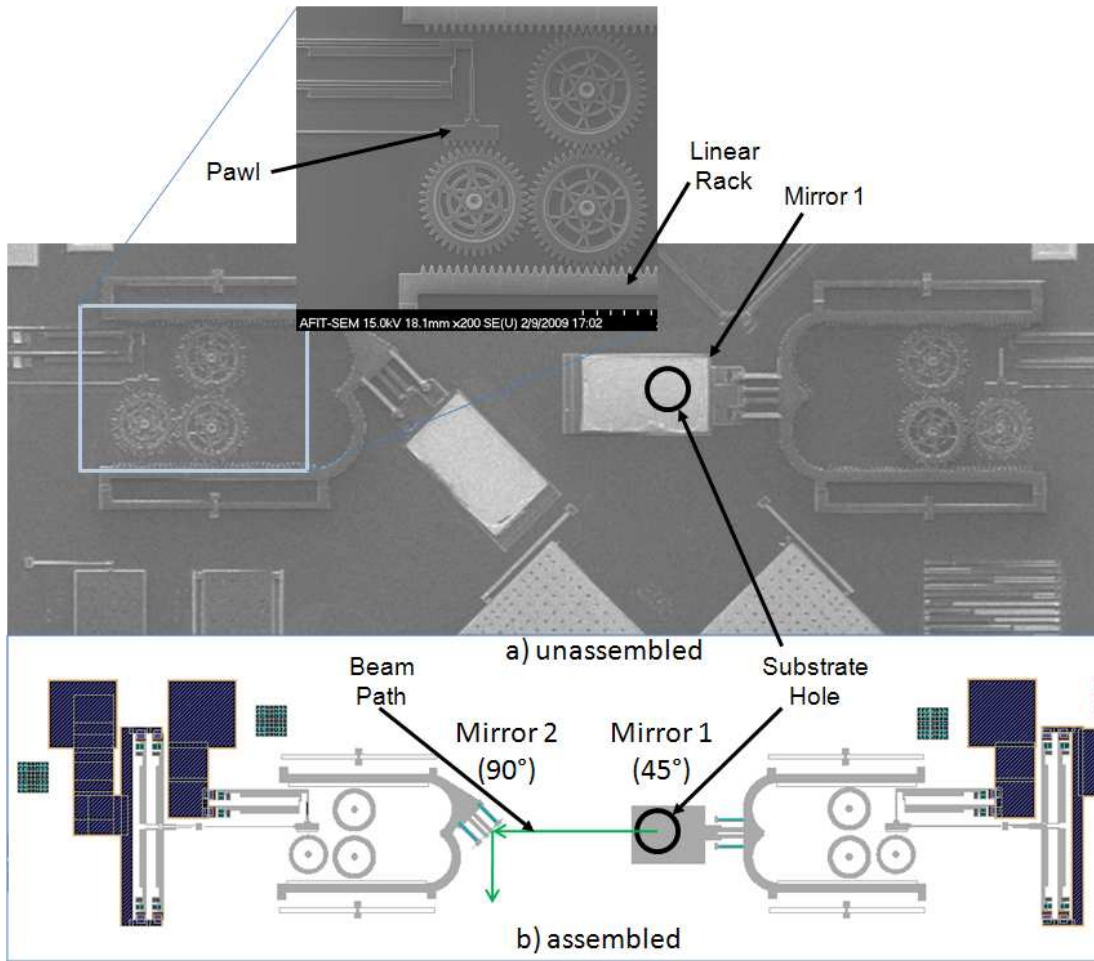 Pawl
Linear
Rack
Mirror 1
AFIT-SEM 15.0kV 18.1mm x200 SE(U) 2/9/2009 17:02
a) unassembled
Beam
Path
Substrate
Hole
Mirror 2
(90°)
Mirror 1
(45°)
b) assembled